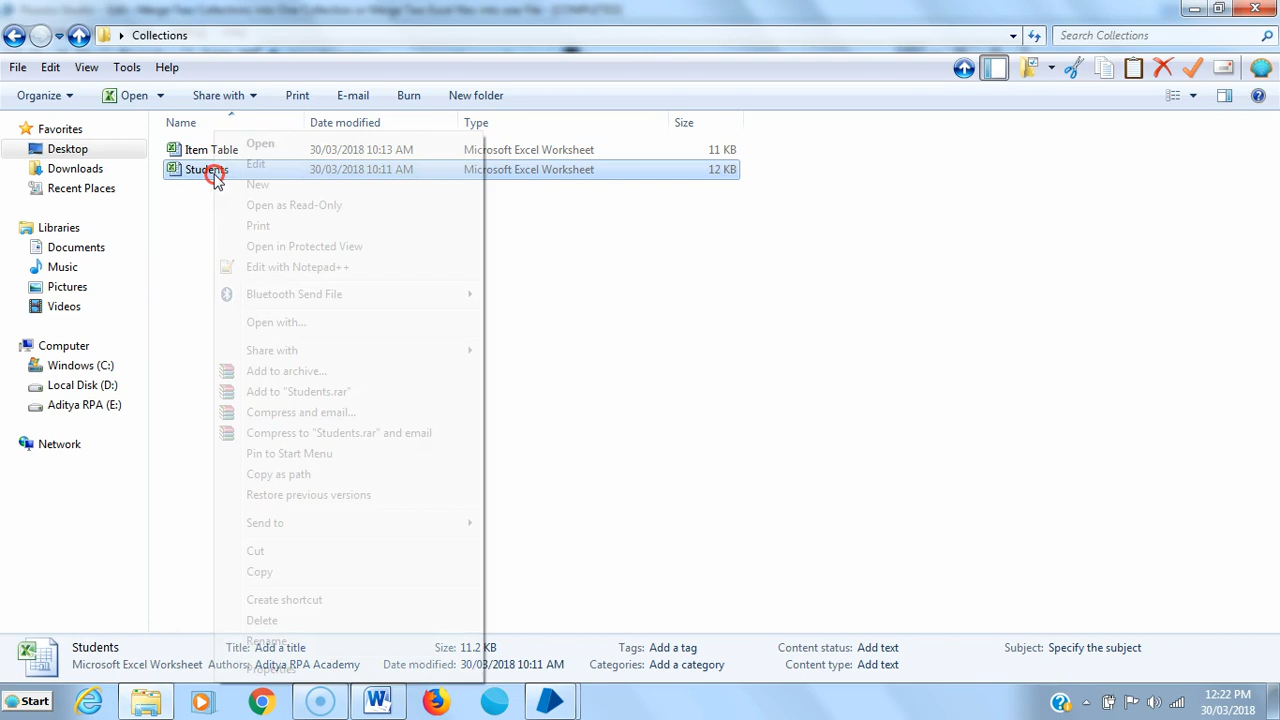 Collections
Search Collections
File Edit View Tools Help
Organize Open Share with Print E-mail Burn New folder
Name Date modified Type Size
Favorites
Desktop
Downloads
Recent Places
Libraries
Documents
Music
Pictures
Videos
Computer
Windows (C:)
Local Disk (D:)
Aditya RPA (E:)
Network
Item Table 30/03/2018 10:13 AM Microsoft Excel Worksheet 11 KB
Students 30/03/2018 10:11 AM Microsoft Excel Worksheet 12 KB
Open
Edit
New
Open as Read-Only
Print
Open in Protected View
Edit with Notepad++
Bluetooth Send File
Open with...
Share with
Add to archive...
Add to "Students.rar"
Compress and email...
Compress to "Students.rar" and email
Pin to Start Menu
Copy as path
Restore previous versions
Send to
Cut
Copy
Create shortcut
Delete
Rename
Properties
Students Title: Add a title Size: 11.2 KB Tags: Add a tag Content status: Add text Subject: Specify the subject
Microsoft Excel Worksheet Authors: Aditya RPA Academy Date modified: 30/03/2018 10:11 AM Categories: Add a category Content type: Add text
Start
12:22 PM
30/03/2018